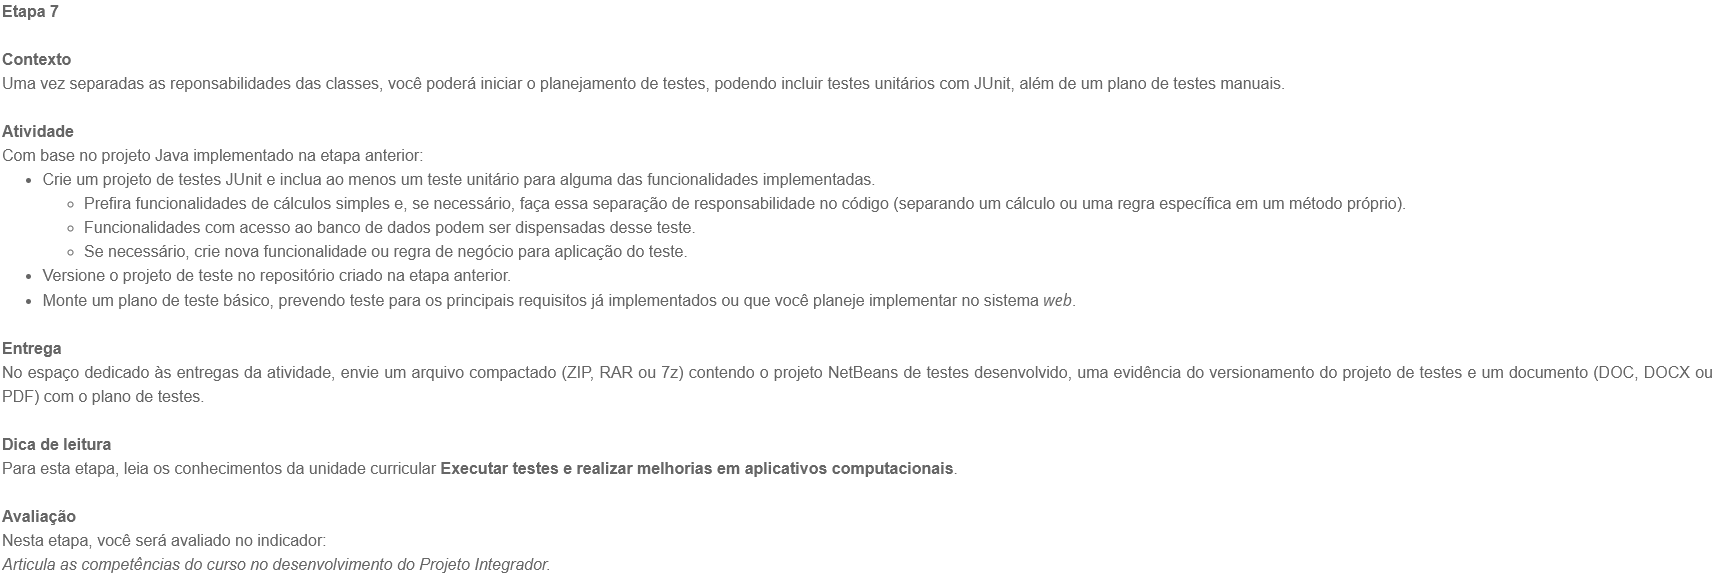 Etapa 7
Contexto
Uma vez separadas as reponsabilidades das classes, você poderá iniciar o planejamento de testes, podendo incluir testes unitários com JUnit, além de um plano de testes manuais.
Atividade
Com base no projeto Java implementado na etapa anterior:
• Crie um projeto de testes JUnit e inclua ao menos um teste unitário para alguma das funcionalidades implementadas.
◦ Prefira funcionalidades de cálculos simples e, se necessário, faça essa separação de responsabilidade no código (separando um cálculo ou uma regra específica em um método próprio).
◦ Funcionalidades com acesso ao banco de dados podem ser dispensadas desse teste.
◦ Se necessário, crie nova funcionalidade ou regra de negócio para aplicação do teste.
• Versione o projeto de teste no repositório criado na etapa anterior.
• Monte um plano de teste básico, prevendo teste para os principais requisitos já implementados ou que você planeje implementar no sistema web.
Entrega
No espaço dedicado às entregas da atividade, envie um arquivo compactado (ZIP, RAR ou 7z) contendo o projeto NetBeans de testes desenvolvido, uma evidência do versionamento do projeto de testes e um documento (DOC, DOCX ou
PDF) com o plano de testes.
Dica de leitura
Para esta etapa, leia os conhecimentos da unidade curricular Executar testes e realizar melhorias em aplicativos computacionais.
Avaliação
Nesta etapa, você será avaliado no indicador:
Articula as competências do curso no desenvolvimento do Projeto Integrador.